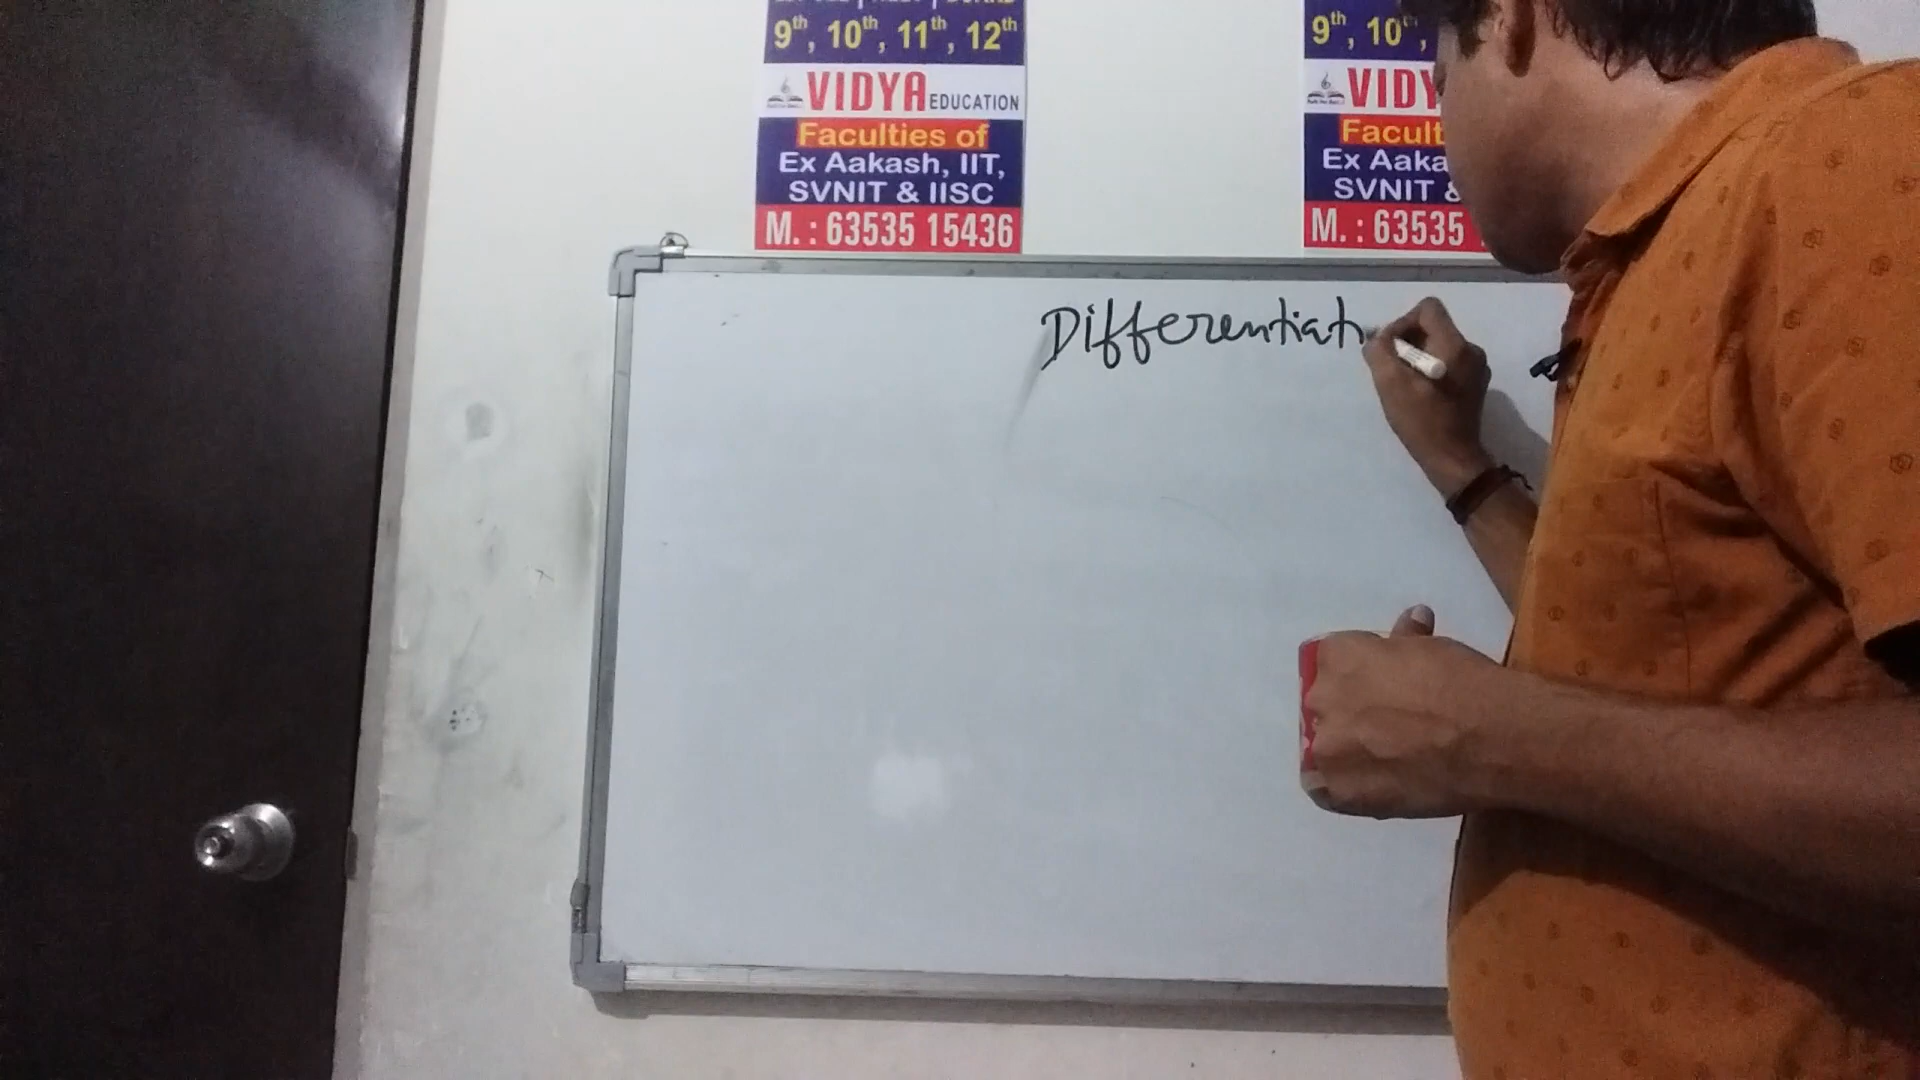 9th, 10th, 11th, 12th
VIDYA EDUCATION
Faculties of
Ex Aakash, IIT,
SVNIT & IISC
M. : 63535 15436
9th, 10th,
VIDY
Facult
Ex Aaka
SVNIT &
M. : 63535
Differentiati